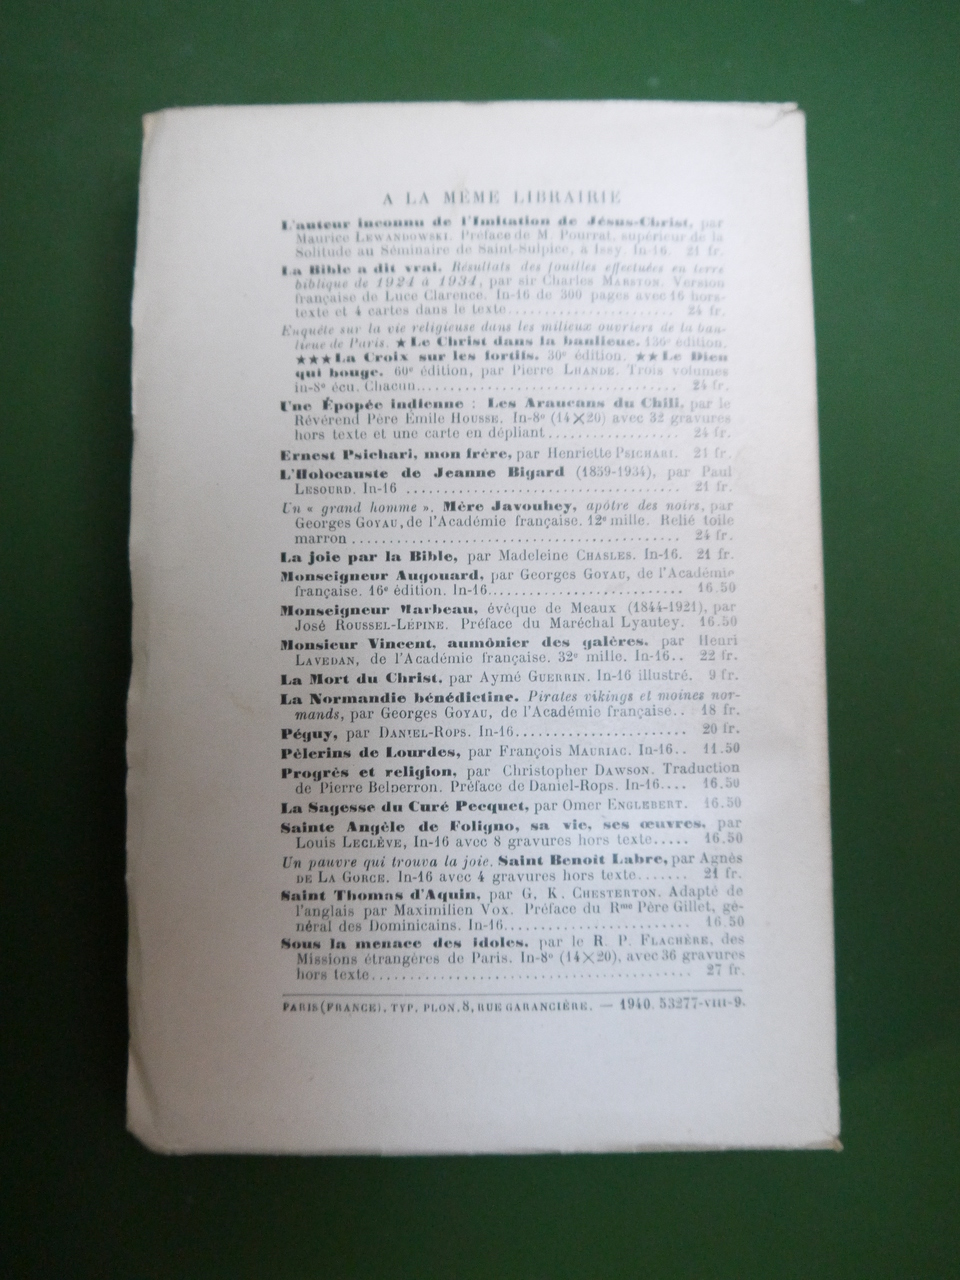 A LA MÊME LIBRAIRIE
L'auteur inconnu de l'Imitation de Jésus-Christ, par
Maurice LEWANDOWSKI. Préface de M. Pourrat, supérieur de la
Solitude au Séminaire de Saint-Sulpice, à Issy. In-16. 21 fr.
La Bible a dit vrai. Résultats des fouilles effectuées en terre
biblique de 1924 à 1934, par sir Charles MARSTON. Version
française de Luce Clarence. In-16 de 300 pages avec 16 hors-
texte et 4 cartes dans le texte........................ 24 fr.
Enquête sur la vie religieuse dans les milieux ouvriers de la ban-
lieue de Paris. ★ Le Christ dans la banlieue. 136e édition.
★★★ La Croix sur les fortifs. 30e édition. ★★ Le Dieu
qui bouge. 60e édition, par Pierre LHANDE. Trois volumes
in-8° écu. Chacun................................ 24 fr.
Une Épopée indienne : Les Araucans du Chili, par le
Révérend Père Émile HOUSSE. In-8° (14×20) avec 32 gravures
hors texte et une carte en dépliant................. 24 fr.
Ernest Psichari, mon frère, par Henriette PSICHARI. 21 fr.
L'Holocauste de Jeanne Bigard (1859-1934), par Paul
LESOURD. In-16 .................................. 21 fr.
Un « grand homme ». Mère Javouhey, apôtre des noirs, par
Georges GOYAU, de l'Académie française. 12e mille. Relié toile
marron ........................................ 24 fr.
La joie par la Bible, par Madeleine CHASLES. In-16. 21 fr.
Monseigneur Augouard, par Georges GOYAU, de l'Académie
française. 16e édition. In-16........................ 16.50
Monseigneur Marbeau, évêque de Meaux (1844-1921), par
José ROUSSEL-LÉPINE. Préface du Maréchal Lyautey. 16.50
Monsieur Vincent, aumônier des galères, par Henri
LAVEDAN, de l'Académie française. 32e mille. In-16.. 22 fr.
La Mort du Christ, par Aymé GUERRIN. In-16 illustré. 9 fr.
La Normandie bénédictine. Pirates vikings et moines nor-
mands, par Georges GOYAU, de l'Académie française.. 18 fr.
Péguy, par DANIEL-ROPS. In-16..................... 20 fr.
Pèlerins de Lourdes, par François MAURIAC. In-16.. 11.50
Progrès et religion, par Christopher DAWSON. Traduction
de Pierre Belperron. Préface de Daniel-Rops. In-16.... 16.50
La Sagesse du Curé Pecquet, par Omer ENGLEBERT. 16.50
Sainte Angèle de Foligno, sa vie, ses œuvres, par
Louis LECLÈVE, In-16 avec 8 gravures hors texte..... 16.50
Un pauvre qui trouva la joie. Saint Benoît Labre, par Agnès
DE LA GORCE. In-16 avec 4 gravures hors texte....... 21 fr.
Saint Thomas d'Aquin, par G. K. CHESTERTON. Adapté de
l'anglais par Maximilien Vox. Préface du Rme Père Gillet, gé-
néral des Dominicains. In-16........................ 16.50
Sous la menace des idoles, par le R. P. FLACHÈRE, des
Missions étrangères de Paris. In-8° (14×20), avec 36 gravures
hors texte........................................ 27 fr.
PARIS (FRANCE). TYP. PLON, 8, RUE GARANCIÈRE. — 1940. 53277-VIII-9.